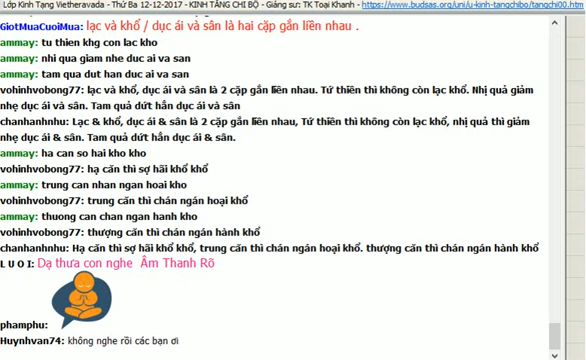 Lớp Kinh Tạng Vietheravada - Thứ Ba 12-12-2017 - KINH TĂNG CHI BỘ - Giảng sư: TK Toại Khanh - https://www.budsas.org/uni/u-kinh-tangchibo/tangchi00.htm
GiotMuaCuoiMua: lạc và khổ / dục ái và sân là hai cặp gắn liền nhau .
ammay: tu thien khg con lac kho
ammay: nhi qua giam nhe duc ai va san
ammay: tam qua dut han duc ai va san
vohinhvobong77: lạc và khổ, dục ái và sân là 2 cặp gắn liền nhau. Tứ thiền thì không còn lạc khổ. Nhị quả giảm
nhẹ dục ái và sân. Tam quả dứt hẳn dục ái và sân
chanhanhnhu: Lạc & khổ, dục ái & sân là 2 cặp gắn liền nhau, Tứ thiền thì không còn lạc khổ, nhị quả thì giảm
nhẹ dục ái & sân. Tam quả dứt hẳn dục ái & sân.
ammay: ha can so hai kho kho
vohinhvobong77: hạ căn thì sợ hãi khổ khổ
ammay: trung can nhan ngan hoai kho
vohinhvobong77: trung căn thì chán ngán hoại khổ
ammay: thuong can chan ngan hanh kho
vohinhvobong77: thượng căn thì chán ngán hành khổ
chanhanhnhu: Hạ căn thì sợ hãi khổ khổ, trung căn thì chán ngán hoại khổ. thượng căn thì chán ngán hành khổ
L U O I: Dạ thưa con nghe Âm Thanh Rõ
phamphu:
Huynhvan74: không nghe rồi các bạn ơi